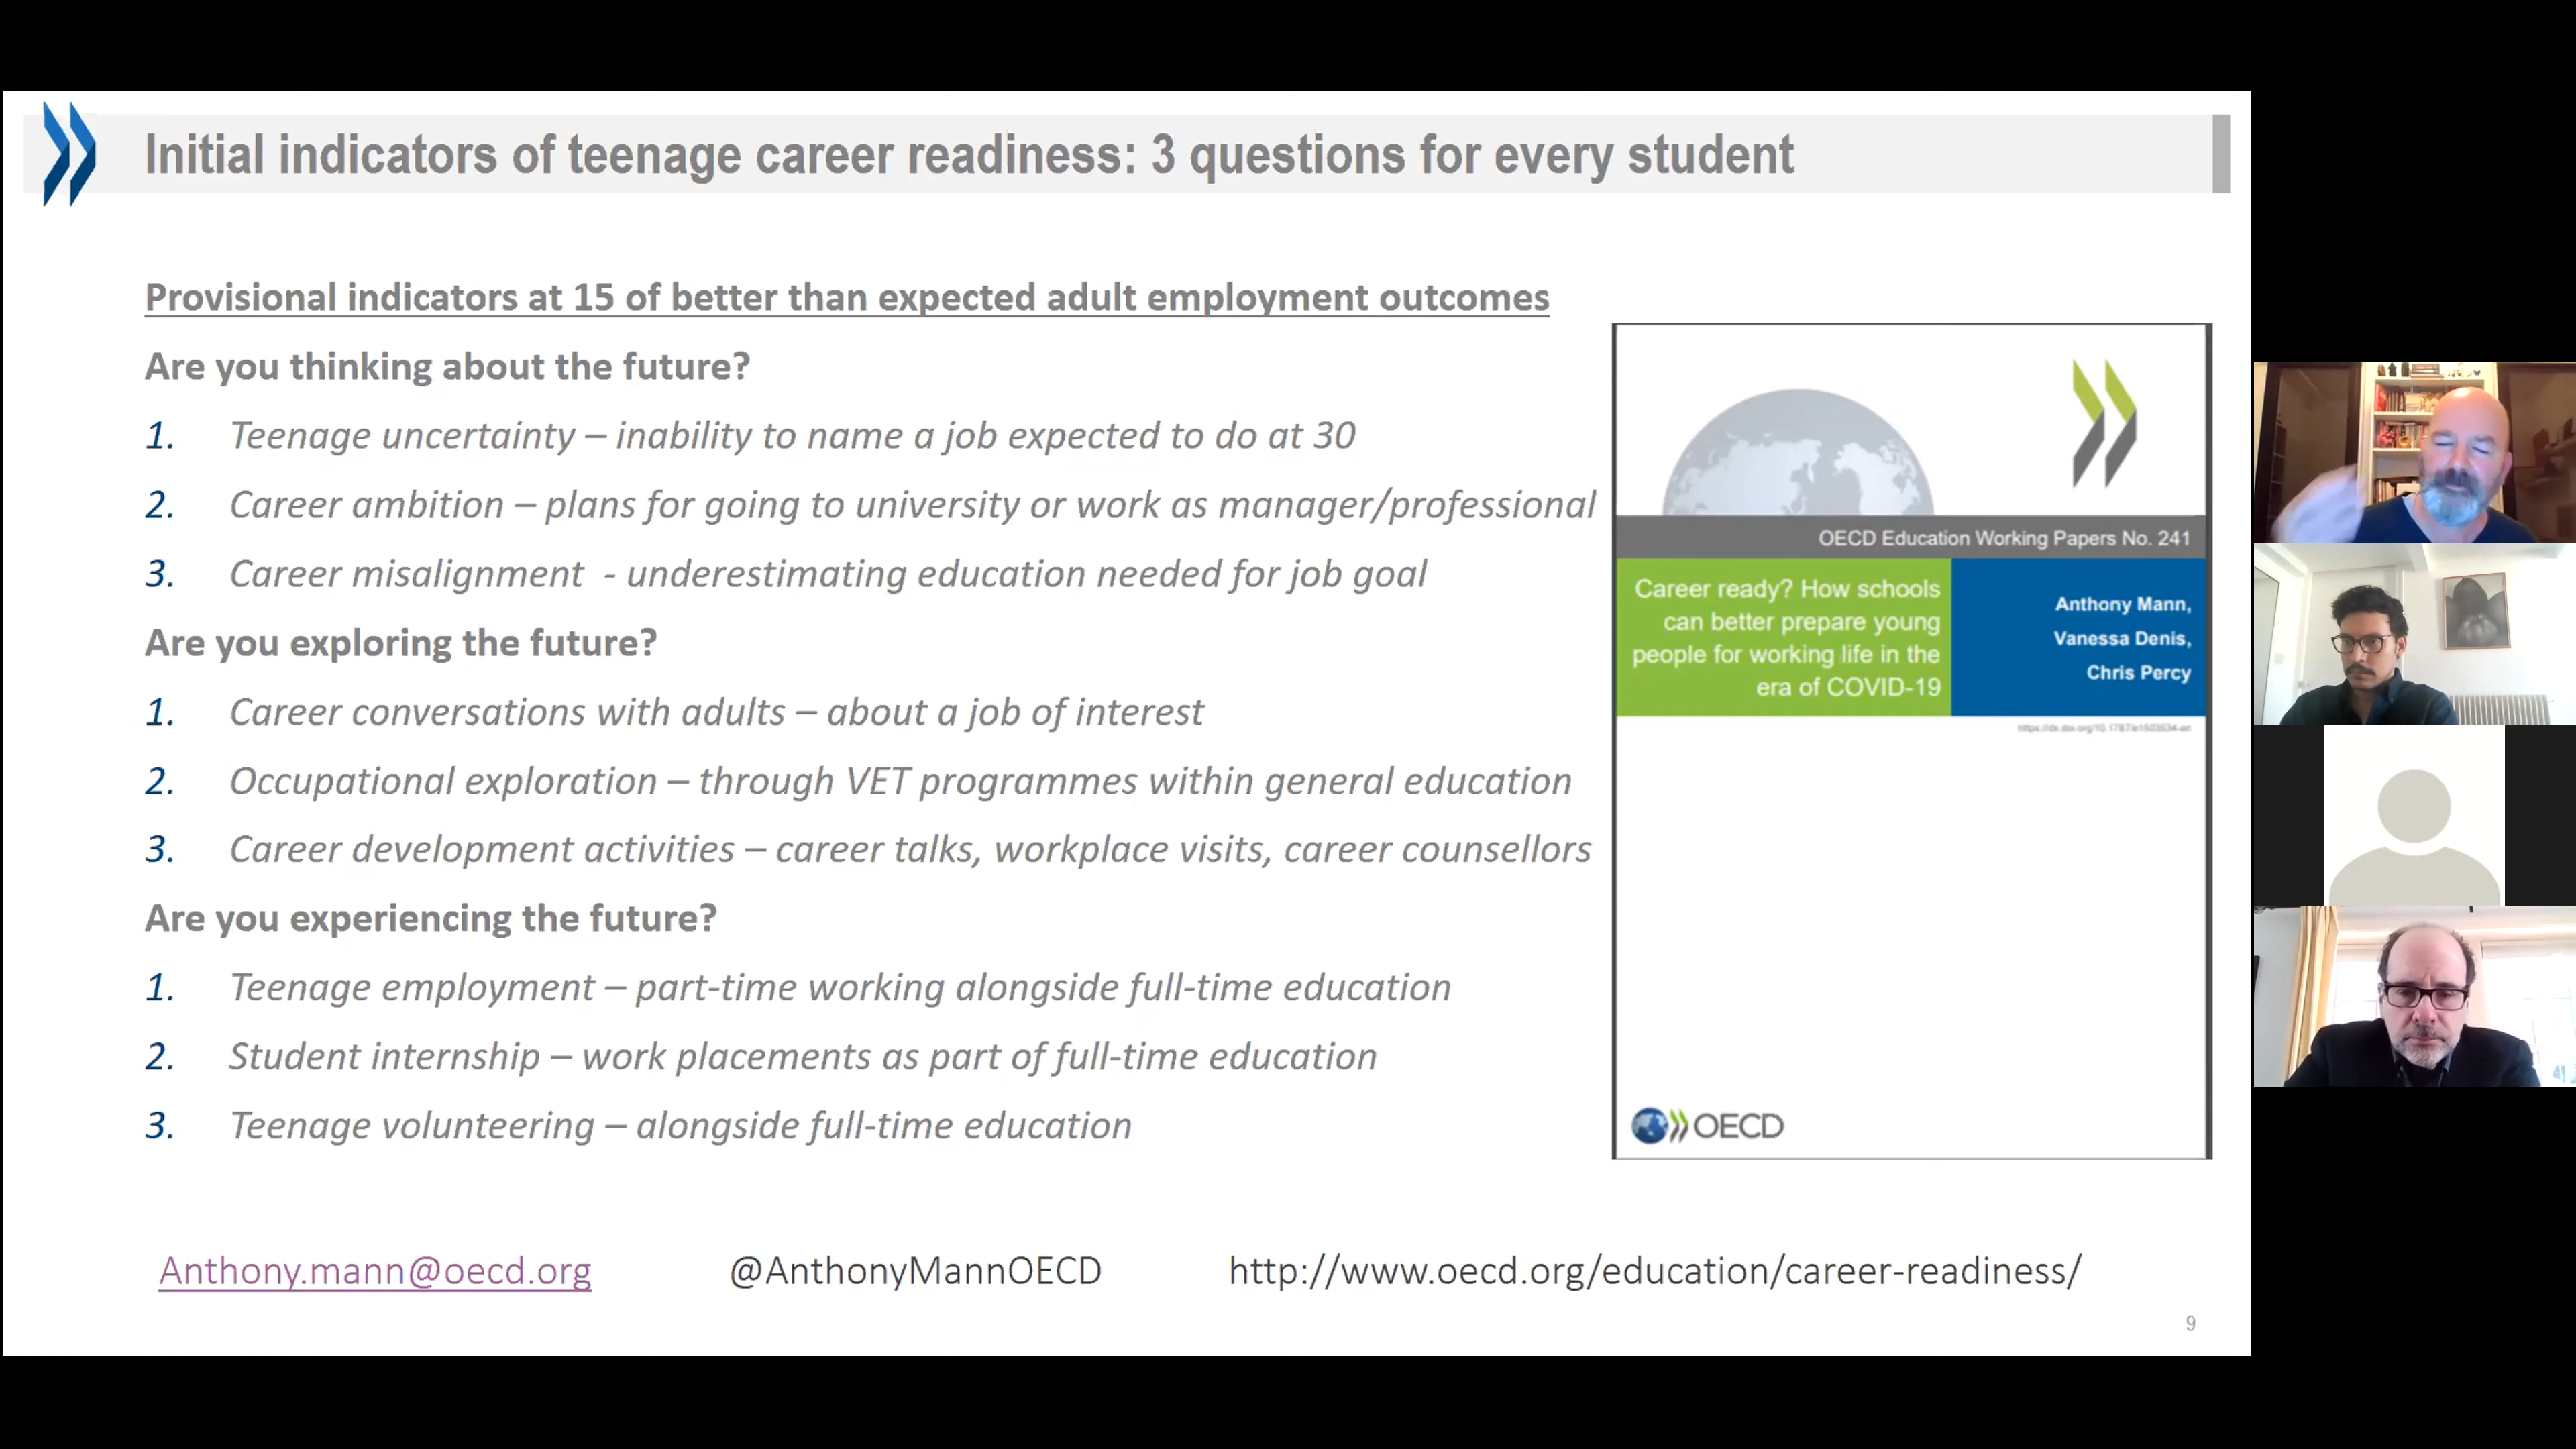 Initial indicators of teenage career readiness: 3 questions for every student
Provisional indicators at 15 of better than expected adult employment outcomes
Are you thinking about the future?
1. Teenage uncertainty – inability to name a job expected to do at 30
2. Career ambition – plans for going to university or work as manager/professional
3. Career misalignment - underestimating education needed for job goal
Are you exploring the future?
1. Career conversations with adults – about a job of interest
2. Occupational exploration – through VET programmes within general education
3. Career development activities – career talks, workplace visits, career counsellors
Are you experiencing the future?
1. Teenage employment – part-time working alongside full-time education
2. Student internship – work placements as part of full-time education
3. Teenage volunteering – alongside full-time education
OECD Education Working Papers No. 241
Career ready? How schools
can better prepare young
people for working life in the
era of COVID-19
Anthony Mann,
Vanessa Denis,
Chris Percy
OECD
Anthony.mann@oecd.org
@AnthonyMannOECD
http://www.oecd.org/education/career-readiness/
9